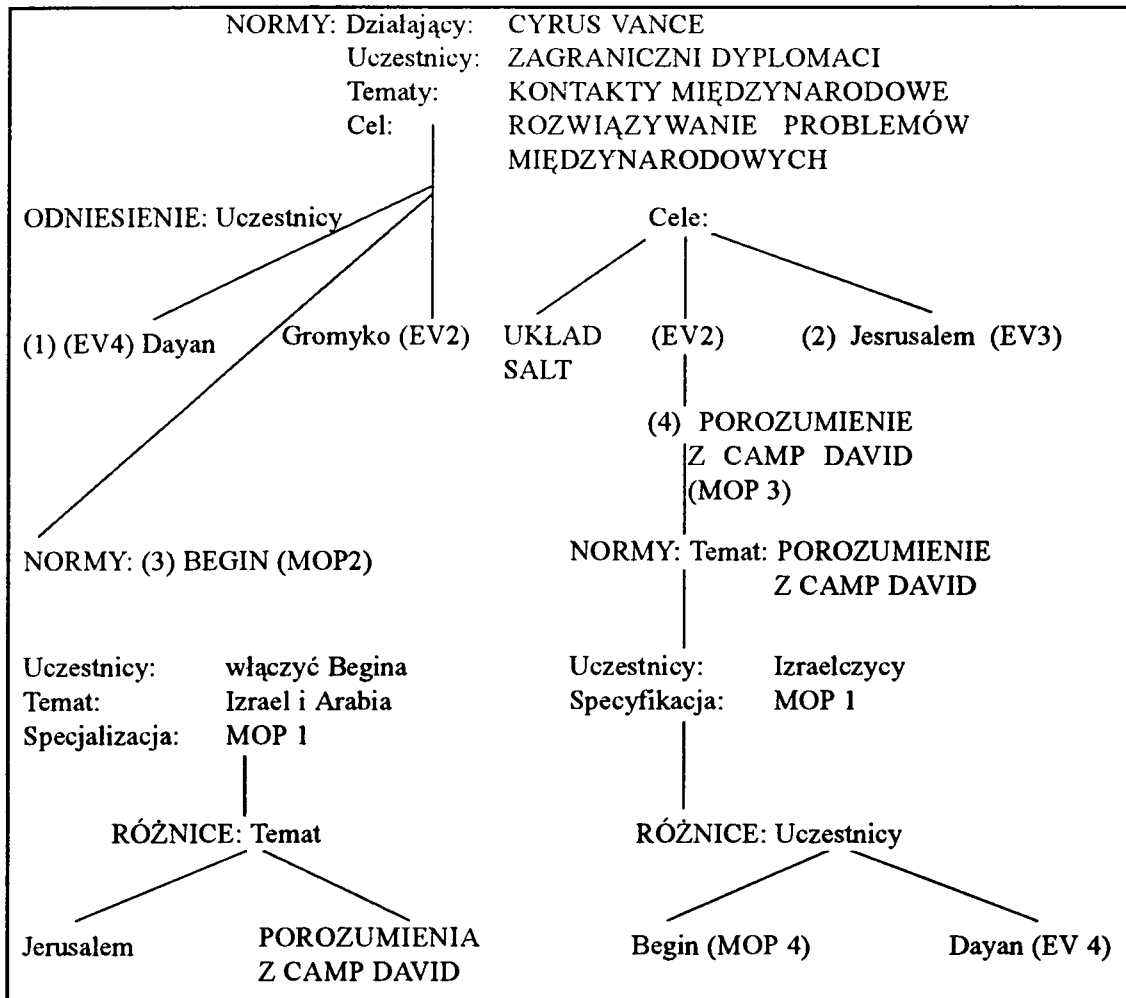 NORMY: Działający: CYRUS VANCE
Uczestnicy: ZAGRANICZNI DYPLOMACI
Tematy: KONTAKTY MIĘDZYNARODOWE
Cel: ROZWIĄZYWANIE PROBLEMÓW
MIĘDZYNARODOWYCH
ODNIESIENIE: Uczestnicy
Cele:
(1) (EV4) Dayan
Gromyko (EV2)
UKŁAD
SALT
(EV2)
(2) Jesrusalem (EV3)
(4) POROZUMIENIE
Z CAMP DAVID
(MOP 3)
NORMY: (3) BEGIN (MOP2)
NORMY: Temat: POROZUMIENIE
Z CAMP DAVID
Uczestnicy: włączyć Begina
Temat: Izrael i Arabia
Specjalizacja: MOP 1
Uczestnicy: Izraelczycy
Specyfikacja: MOP 1
RÓŻNICE: Temat
RÓŻNICE: Uczestnicy
Jerusalem
POROZUMIENIA
Z CAMP DAVID
Begin (MOP 4)
Dayan (EV 4)